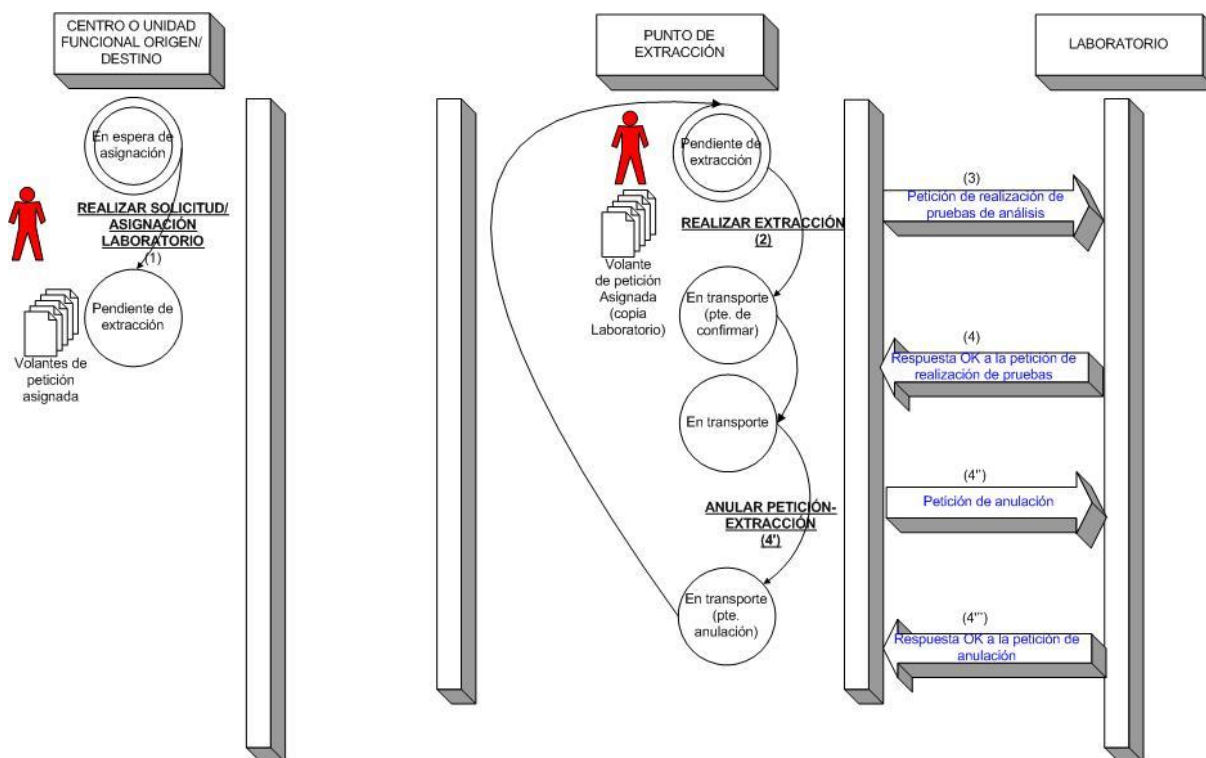 CENTRO O UNIDAD
FUNCIONAL ORIGEN/
DESTINO
En espera de
asignación
REALIZAR SOLICITUD/
ASIGNACIÓN
LABORATORIO
(1)
Pendiente de
extracción
Volantes de
petición
asignada
PUNTO DE
EXTRACCIÓN
Pendiente de
extracción
REALIZAR EXTRACCIÓN
(2)
Volante
de petición
Asignada
(copia
Laboratorio)
En transporte
(pte. de
confirmar)
En transporte
ANULAR PETICIÓN-
EXTRACCIÓN
(4')
En transporte
(pte.
anulación)
LABORATORIO
(3)
Petición de realización de
pruebas de análisis
(4)
Respuesta OK a la petición de
realización de pruebas
(4'')
Petición de anulación
(4''')
Respuesta OK a la petición de
anulación